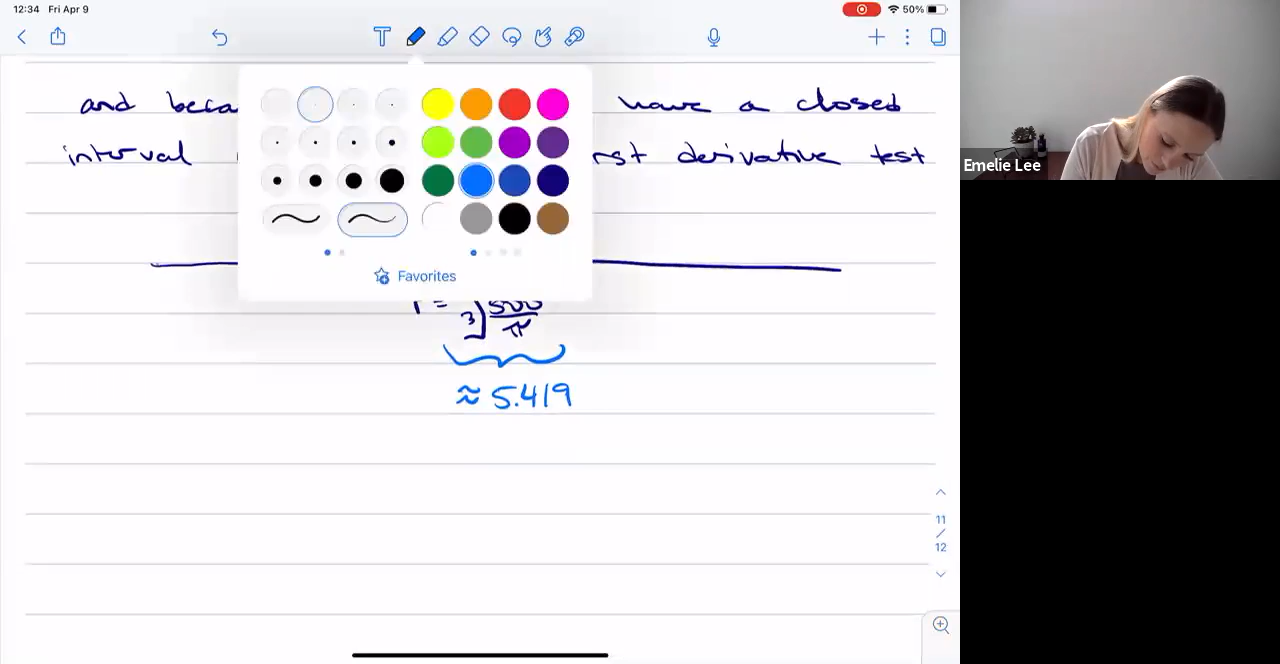 12:34 Fri Apr 9
50%
T
and beca have a closed
interval rst derivative test
Favorites
r = 3√500/π
≈ 5.419
11
/
12
Emelie Lee